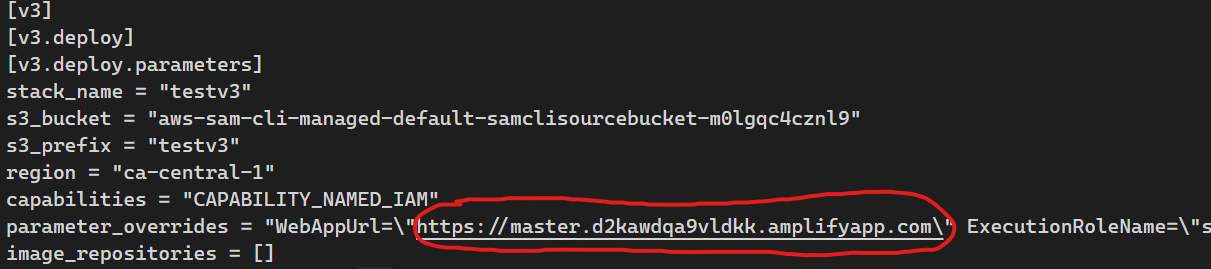 [v3]
[v3.deploy]
[v3.deploy.parameters]
stack_name = "testv3"
s3_bucket = "aws-sam-cli-managed-default-samclisourcebucket-m0lgqc4cznl9"
s3_prefix = "testv3"
region = "ca-central-1"
capabilities = "CAPABILITY_NAMED_IAM"
parameter_overrides = "WebAppUrl=\"https://master.d2kawdqa9vldkk.amplifyapp.com\" ExecutionRoleName=\"s
image_repositories = []